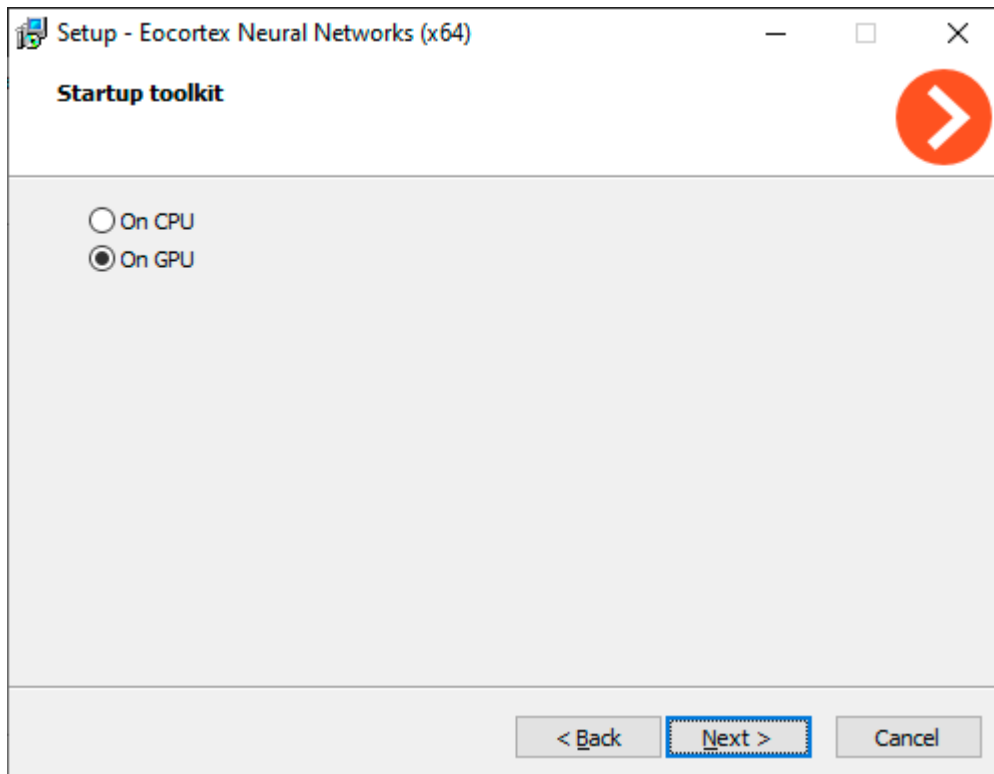 Setup - Eocortex Neural Networks (x64)
Startup toolkit
On CPU
On GPU
< Back Next > Cancel